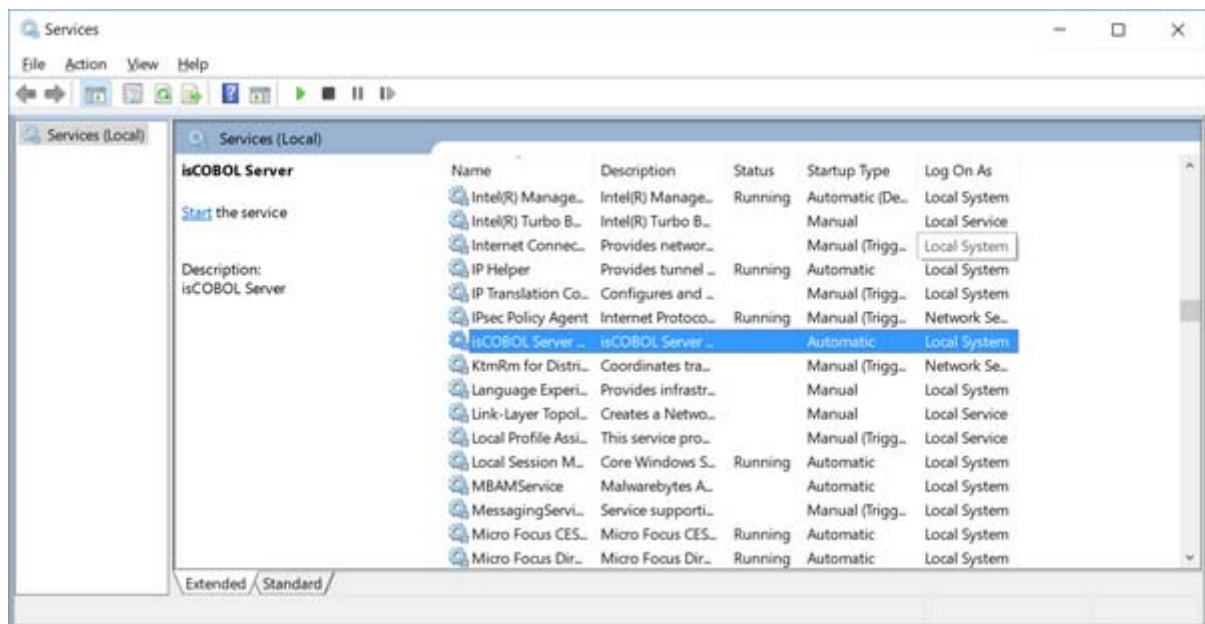 Services
File Action View Help
Services (Local)
Services (Local)
isCOBOL Server
Start the service
Description:
isCOBOL Server
Name Description Status Startup Type Log On As
Intel(R) Manage... Intel(R) Manage... Running Automatic (De... Local System
Intel(R) Turbo B... Intel(R) Turbo B... Manual Local Service
Internet Connec... Provides networ... Manual (Trigg... Local System
IP Helper Provides tunnel ... Running Automatic Local System
IP Translation Co... Configures and ... Manual (Trigg... Local System
IPsec Policy Agent Internet Protoco... Running Manual (Trigg... Network Se...
isCOBOL Server ... isCOBOL Server ... Automatic Local System
KtmRm for Distri... Coordinates tra... Manual (Trigg... Network Se...
Language Experi... Provides infrastr... Manual Local System
Link-Layer Topol... Creates a Netwo... Manual Local Service
Local Profile Assi... This service pro... Manual (Trigg... Local Service
Local Session M... Core Windows S... Running Automatic Local System
MBAMService Malwarebytes A... Automatic Local System
MessagingServi... Service supporti... Manual (Trigg... Local System
Micro Focus CES... Micro Focus CES... Running Automatic Local System
Micro Focus Dir... Micro Focus Dir... Running Automatic Local System
Extended Standard